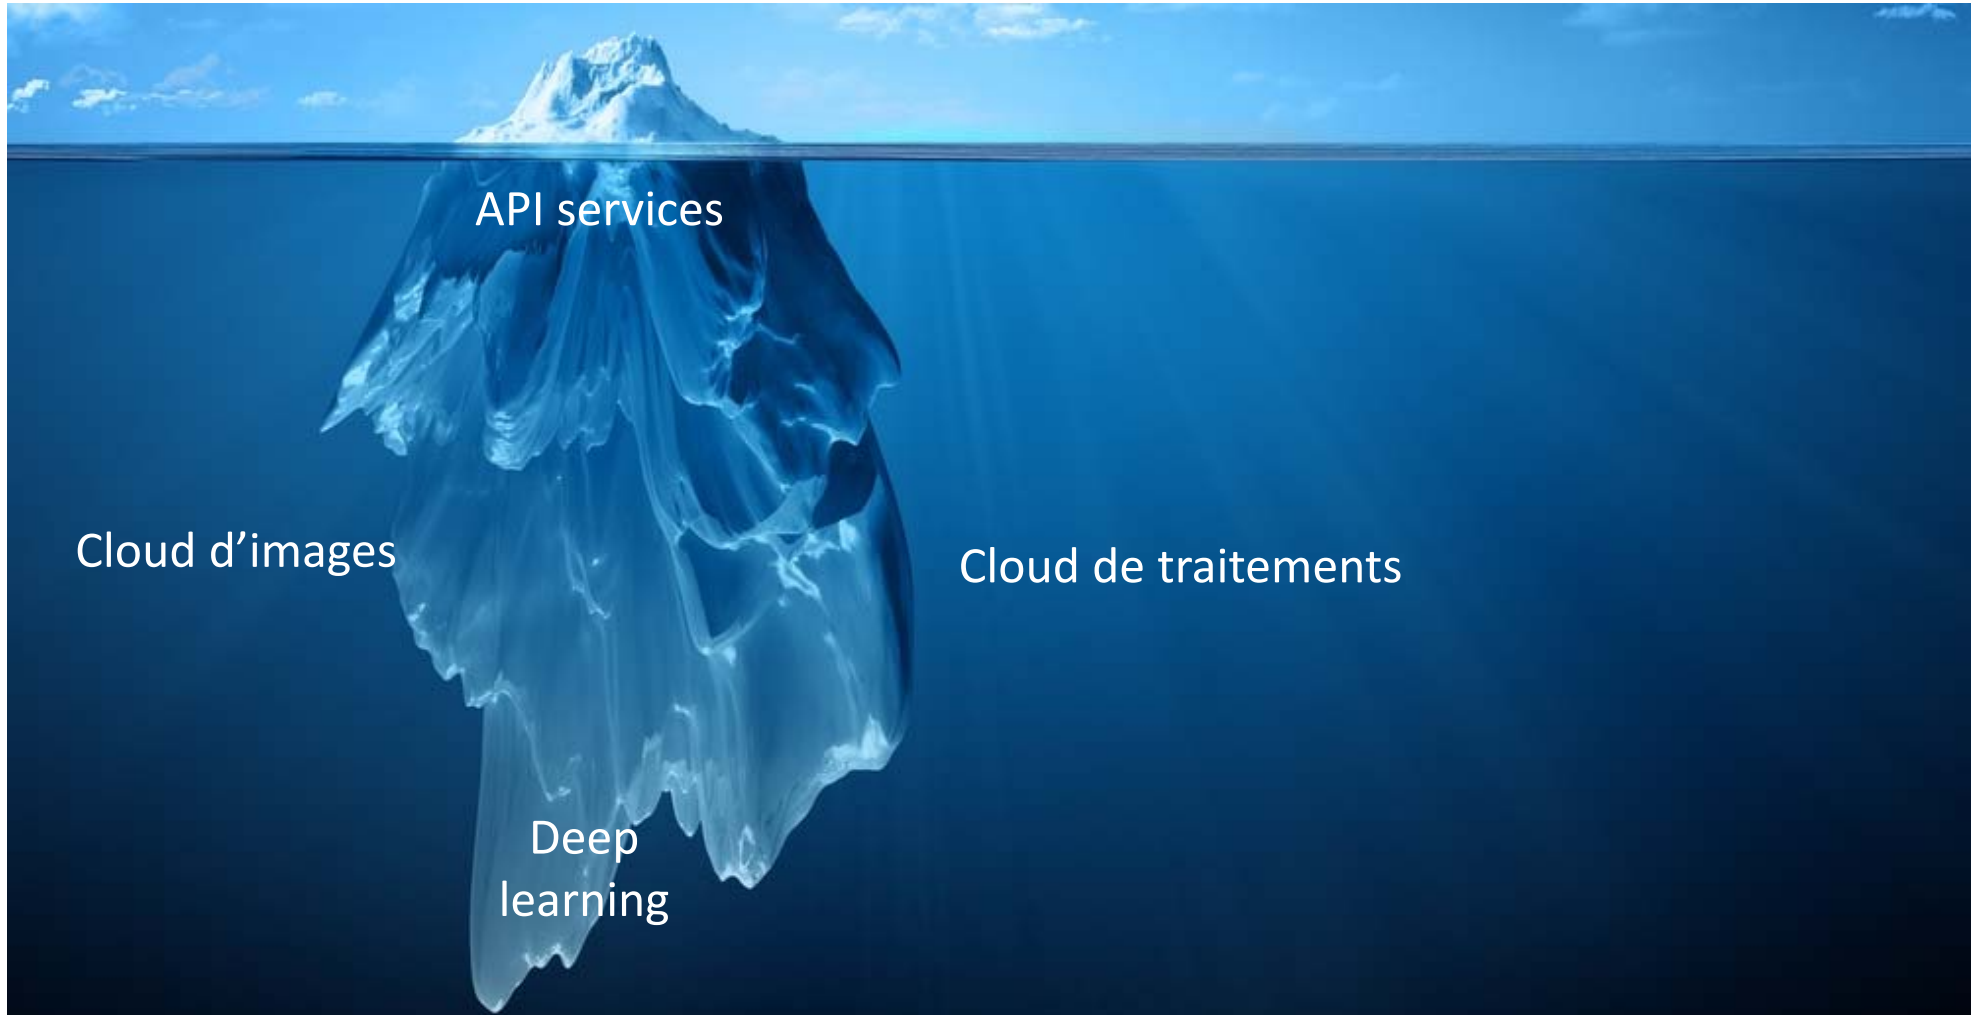 API services
Cloud d’images
Cloud de traitements
Deep
learning